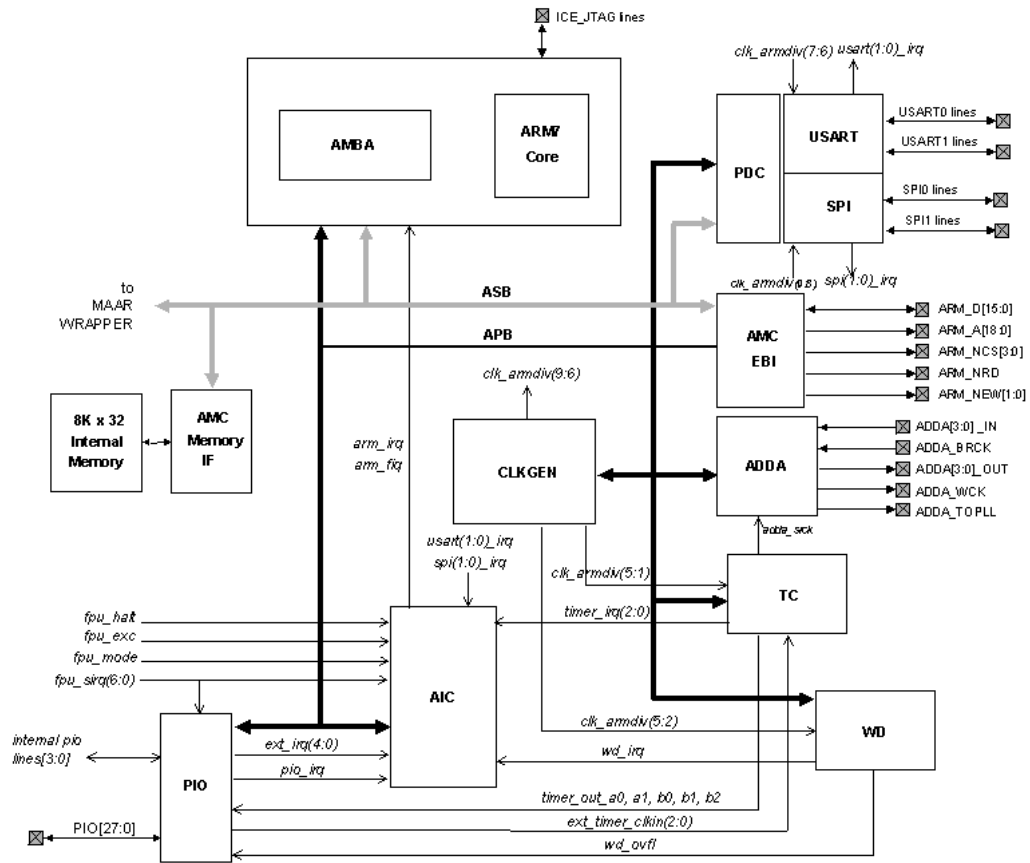 ICE_JTAG lines
clk_armdiv(7:6)
usart(1:0)_irq
AMBA
ARM7
Core
PDC
USART
SPI
USART0 lines
USART1 lines
SPI0 lines
SPI1 lines
spi(1:0)_irq
to
MAAR
WRAPPER
ASB
APB
AMC
EBI
ARM_D[15:0]
ARM_A[18:0]
ARM_NCS[3:0]
ARM_NRD
ARM_NEW[1:0]
clk_armdiv(9:6)
8K x 32
Internal
Memory
AMC
Memory
IF
arm_irq
arm_fiq
CLKGEN
ADDA
ADDA[3:0]_IN
ADDA_BRCK
ADDA[3:0]_OUT
ADDA_WCK
ADDA_TOPLL
adda_srck
usart(1:0)_irq
spi(1:0)_irq
clk_armdiv(5:1)
TC
timer_irq(2:0)
fpu_halt
fpu_exc
fpu_mode
fpu_sirq(6:0)
AIC
clk_armdiv(5:2)
WD
wd_irq
internal pio
lines[3:0]
PIO
ext_irq(4:0)
pio_irq
timer_out_a0, a1, b0, b1, b2
ext_timer_clkin(2:0)
PIO[27:0]
wd_ovfl